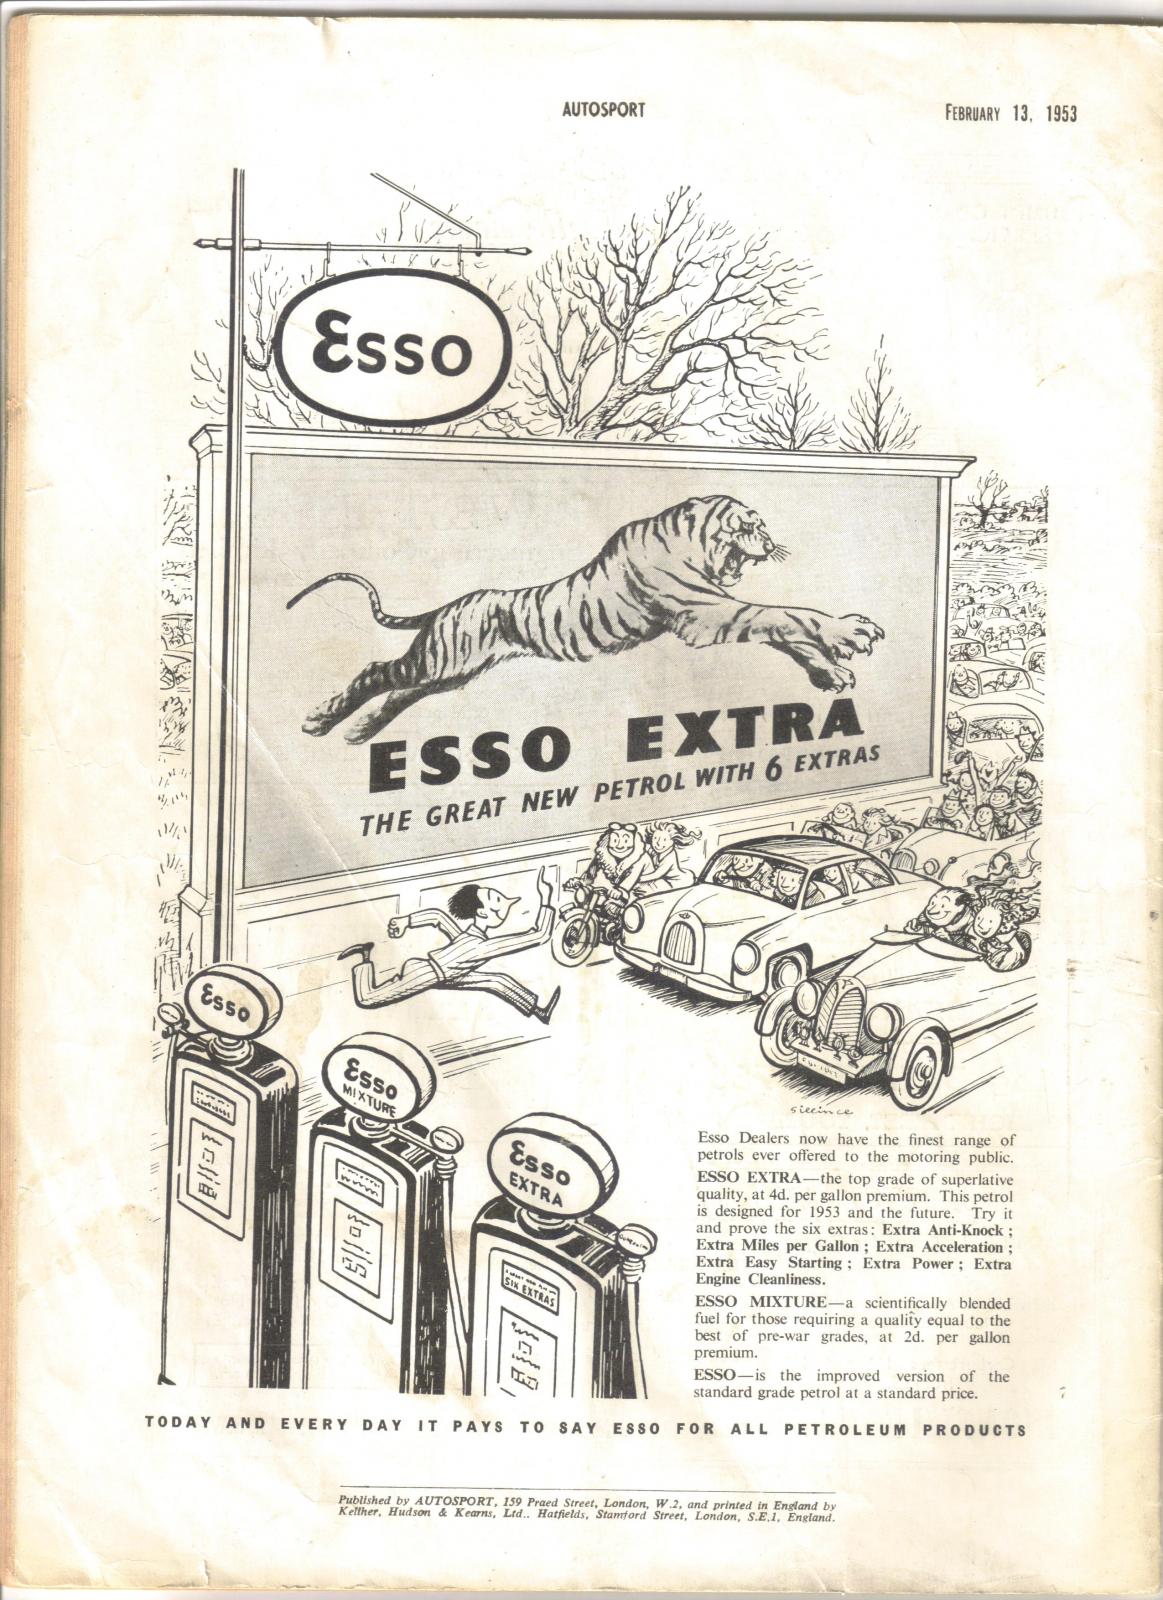 AUTOSPORT
FEBRUARY 13, 1953
Esso
ESSO EXTRA
THE GREAT NEW PETROL WITH 6 EXTRAS
Esso
Esso
MIXTURE
Esso
EXTRA
SIX EXTRAS
Sillince
Esso Dealers now have the finest range of
petrols ever offered to the motoring public.
ESSO EXTRA—the top grade of superlative
quality, at 4d. per gallon premium. This petrol
is designed for 1953 and the future. Try it
and prove the six extras: Extra Anti-Knock;
Extra Miles per Gallon; Extra Acceleration;
Extra Easy Starting; Extra Power; Extra
Engine Cleanliness.
ESSO MIXTURE—a scientifically blended
fuel for those requiring a quality equal to the
best of pre-war grades, at 2d. per gallon
premium.
ESSO—is the improved version of the
standard grade petrol at a standard price.
TODAY AND EVERY DAY IT PAYS TO SAY ESSO FOR ALL PETROLEUM PRODUCTS
Published by AUTOSPORT, 159 Praed Street, London, W.2, and printed in England by
Keliher, Hudson & Kearns, Ltd., Hatfields, Stamford Street, London, S.E.1, England.